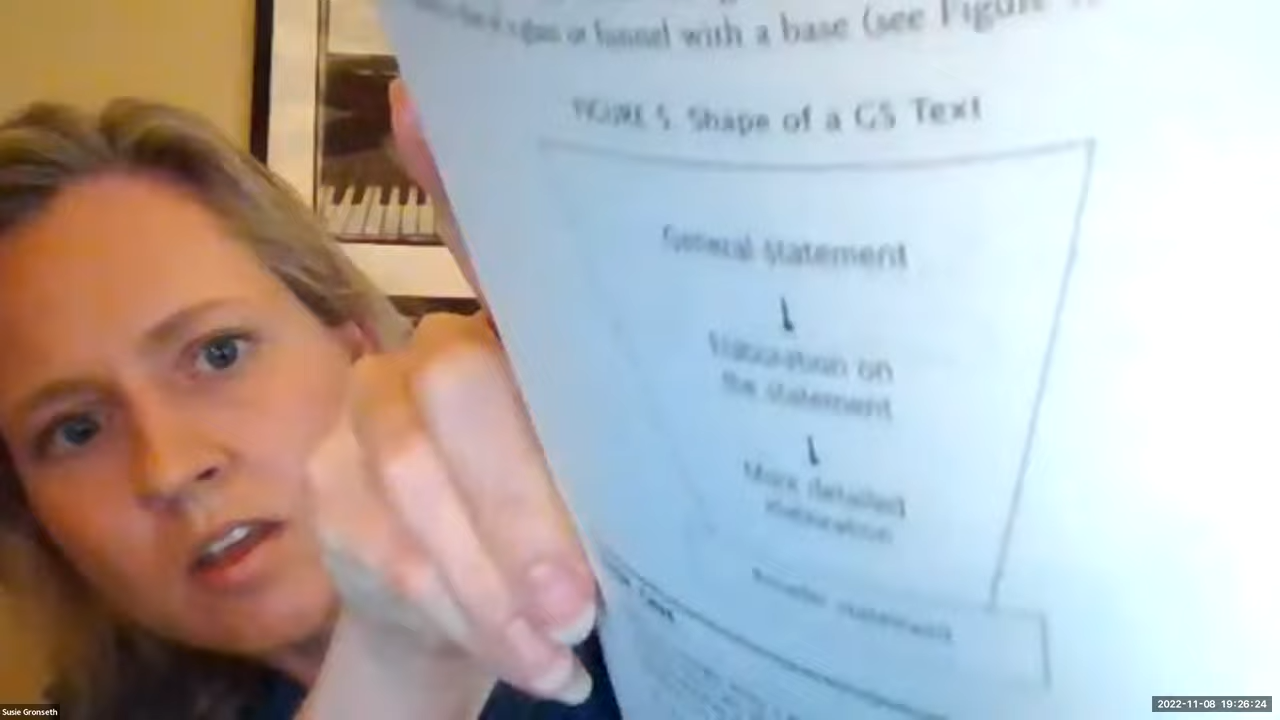 or funnel with a base (see Figure
FIGURE 5. Shape of a GS Text
General statement
Elaboration on
the statement
More detailed
elaboration
Broader statement
Susie Gronseth
2022-11-08 19:26:24